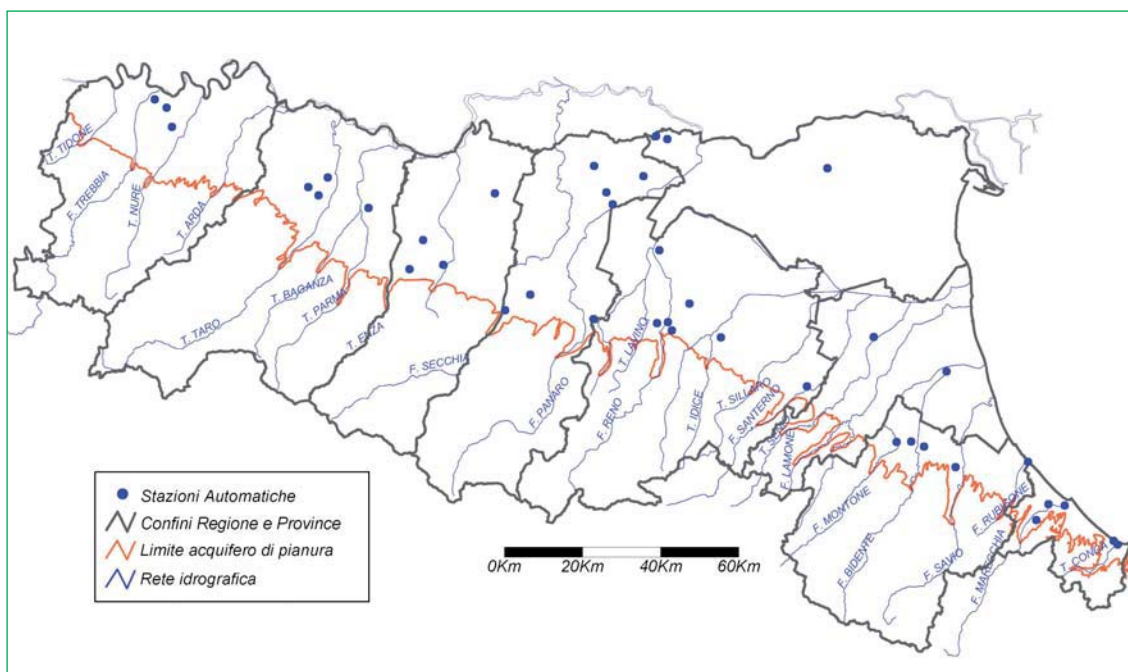 T. TIDONE
F. TREBBIA
T. NURE
T. ARDA
T. TARO
T. BAGANZA
T. PARMA
T. ENZA
F. SECCHIA
F. PANARO
F. RENO
T. LAVINO
T. IDICE
T. SILLARO
F. SANTERNO
F. LAMONE
F. MONTONE
F. BIDENTE
F. SAVIO
F. RUBICONE
F. MARECCHIA
T. CONCA
Stazioni Automatiche
Confini Regione e Province
Limite acquifero di pianura
Rete idrografica
0Km 20Km 40Km 60Km